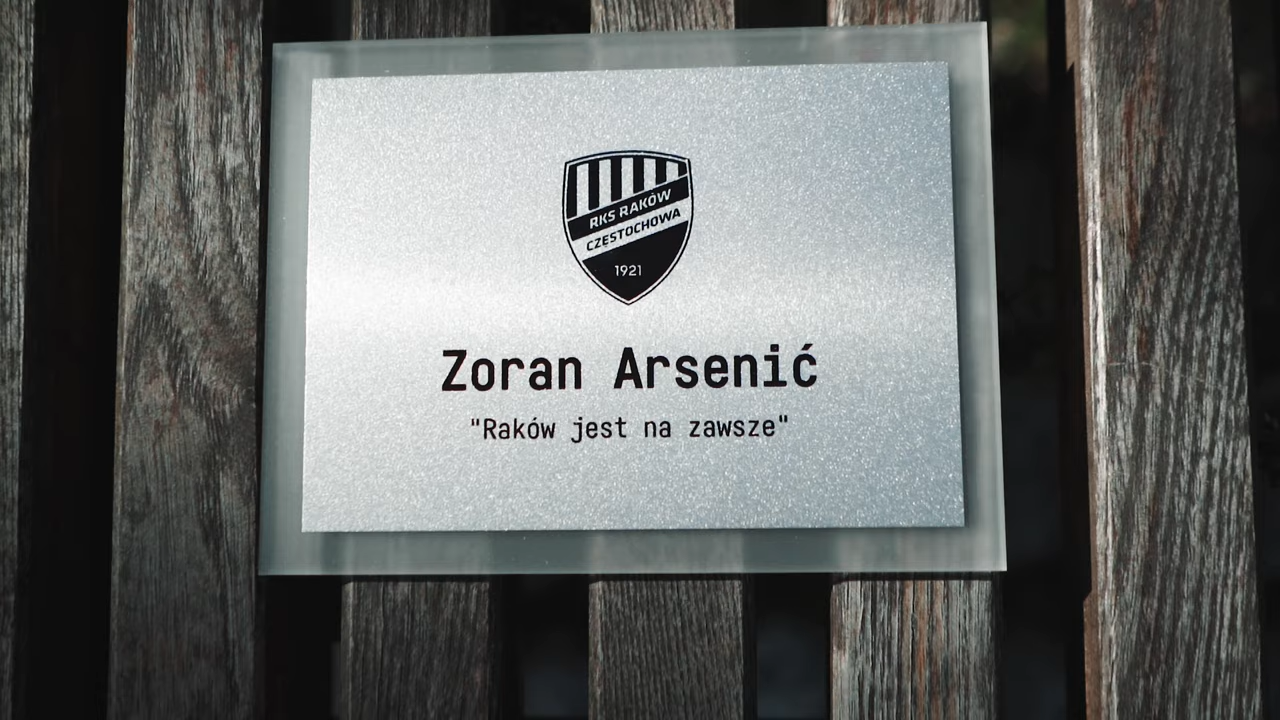 RKS RAKÓW
CZĘSTOCHOWA
1921
Zoran Arsenić
"Raków jest na zawsze"